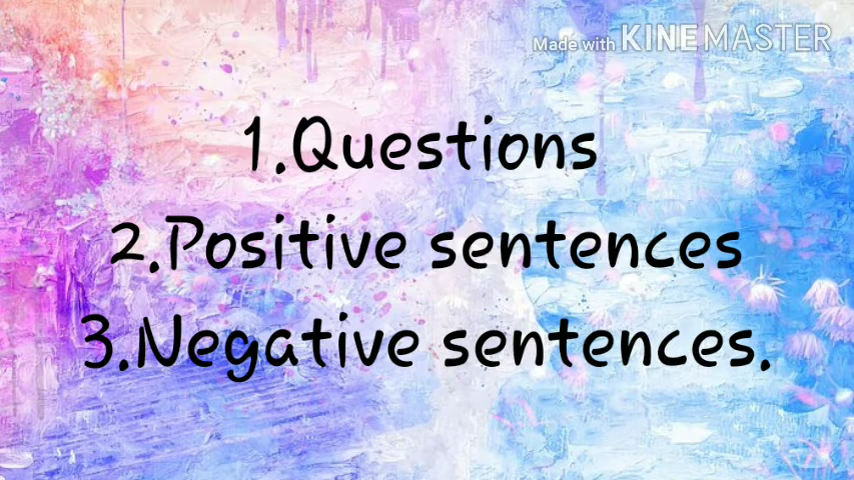 Made with KINEMASTER
1.Questions
2.Positive sentences
3.Negative sentences.